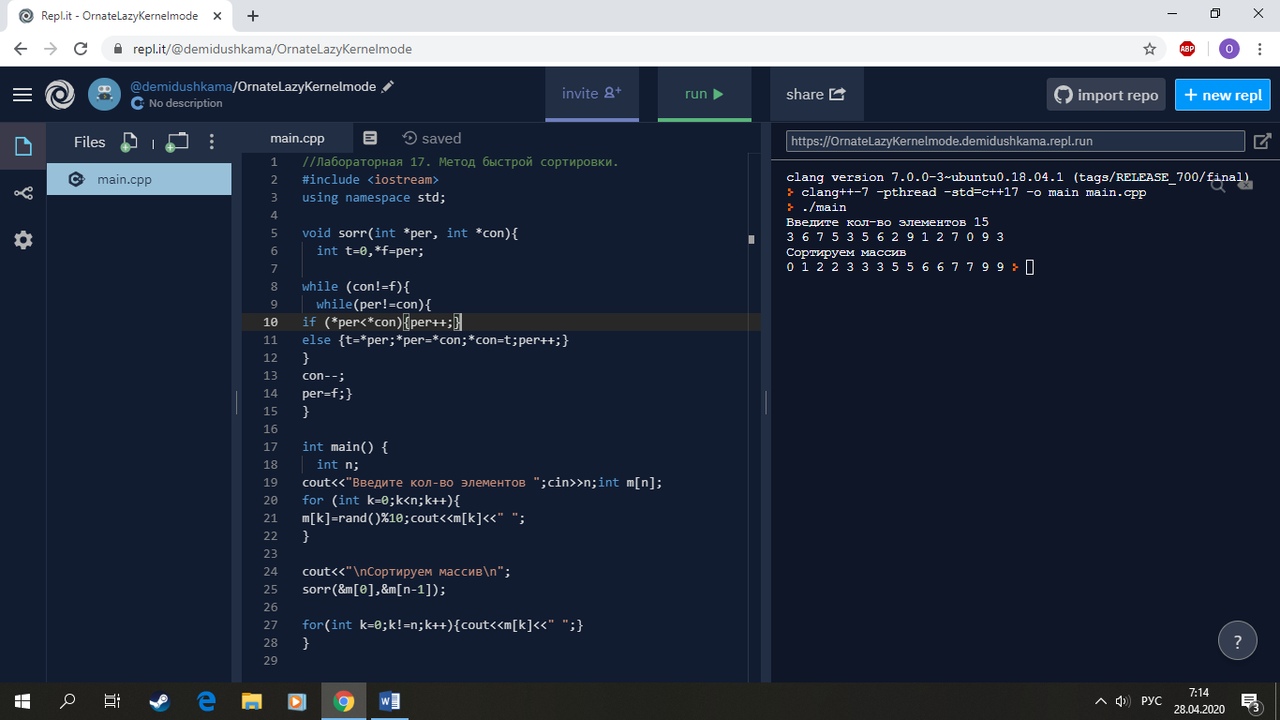 Repl.it - OrnateLazyKernelmode
repl.it/@demidushkama/OrnateLazyKernelmode
ABP
O
@demidushkama/OrnateLazyKernelmode
No description
invite
run
share
import repo
+ new repl
Files
main.cpp
main.cpp
saved
1 //Лабораторная 17. Метод быстрой сортировки.
2 #include <iostream>
3 using namespace std;
4
5 void sorr(int *per, int *con){
6 int t=0,*f=per;
7
8 while (con!=f){
9 while(per!=con){
10 if (*per<*con){per++;}
11 else {t=*per;*per=*con;*con=t;per++;}
12 }
13 con--;
14 per=f;}
15 }
16
17 int main() {
18 int n;
19 cout<<"Введите кол-во элементов ";cin>>n;int m[n];
20 for (int k=0;k<n;k++){
21 m[k]=rand()%10;cout<<m[k]<<" ";
22 }
23
24 cout<<"\nСортируем массив\n";
25 sorr(&m[0],&m[n-1]);
26
27 for(int k=0;k!=n;k++){cout<<m[k]<<" ";}
28 }
29
https://OrnateLazyKernelmode.demidushkama.repl.run
clang version 7.0.0-3~ubuntu0.18.04.1 (tags/RELEASE_700/final)
clang++-7 -pthread -std=c++17 -o main main.cpp
./main
Введите кол-во элементов 15
3 6 7 5 3 5 6 2 9 1 2 7 0 9 3
Сортируем массив
0 1 2 2 3 3 3 5 5 6 6 7 7 9 9
?
РУС
7:14
28.04.2020
3